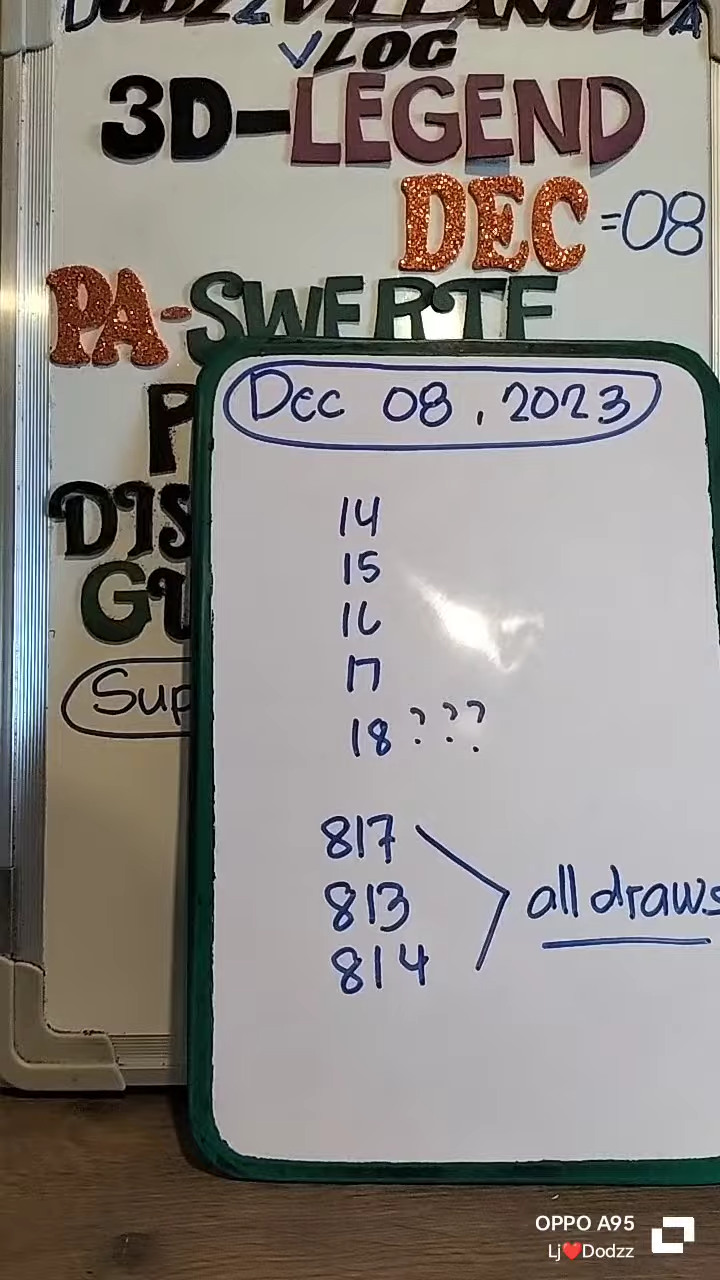 VLOG
3D-LEGEND
DEC =08
PA-SWERTE
Dec 08, 2023
14
15
16
17
18 ???
817
813
814
all draws
OPPO A95
Lj❤️Dodzz